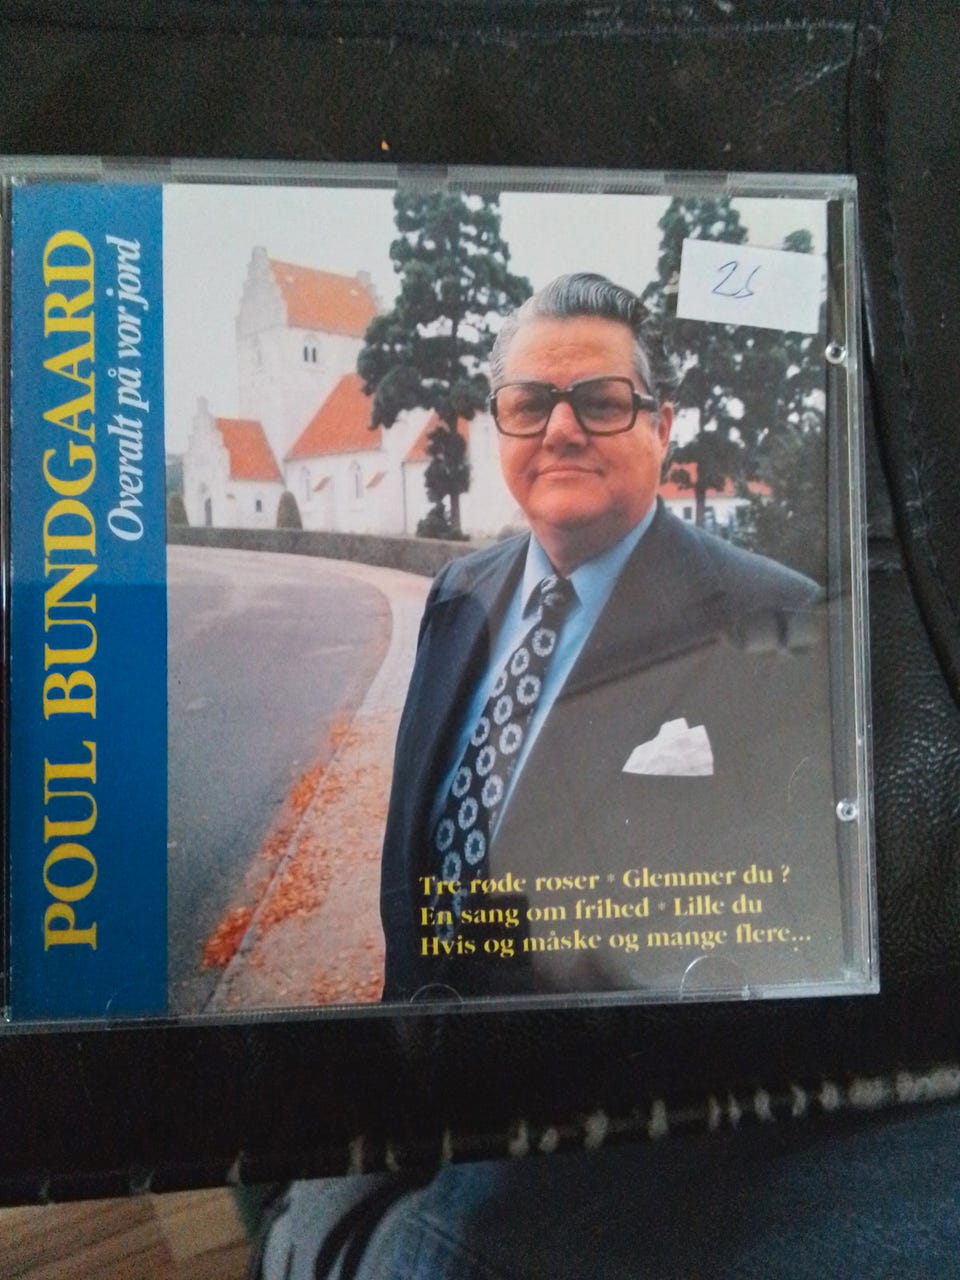 POUL BUNDGAARD
Overalt på vor jord
25
Tre røde roser * Glemmer du ?
En sang om frihed * Lille du
Hvis og måske og mange flere...